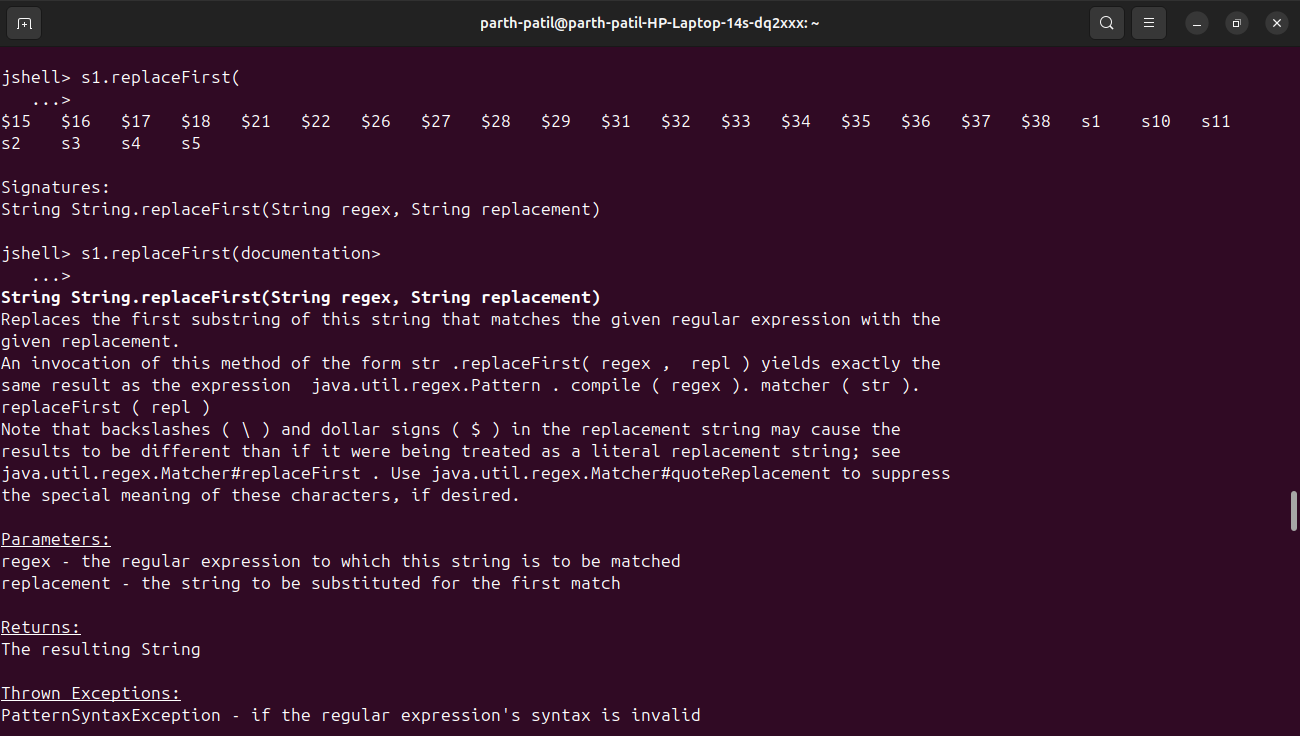 parth-patil@parth-patil-HP-Laptop-14s-dq2xxx: ~
jshell> s1.replaceFirst(
   ...>
$15   $16   $17   $18   $21   $22   $26   $27   $28   $29   $31   $32   $33   $34   $35   $36   $37   $38   s1    s10   s11
s2    s3    s4    s5
Signatures:
String String.replaceFirst(String regex, String replacement)
jshell> s1.replaceFirst(documentation>
   ...>
String String.replaceFirst(String regex, String replacement)
Replaces the first substring of this string that matches the given regular expression with the
given replacement.
An invocation of this method of the form str .replaceFirst( regex ,  repl ) yields exactly the
same result as the expression  java.util.regex.Pattern . compile ( regex ). matcher ( str ).
replaceFirst ( repl )
Note that backslashes ( \ ) and dollar signs ( $ ) in the replacement string may cause the
results to be different than if it were being treated as a literal replacement string; see
java.util.regex.Matcher#replaceFirst . Use java.util.regex.Matcher#quoteReplacement to suppress
the special meaning of these characters, if desired.
Parameters:
regex - the regular expression to which this string is to be matched
replacement - the string to be substituted for the first match
Returns:
The resulting String
Thrown Exceptions:
PatternSyntaxException - if the regular expression's syntax is invalid